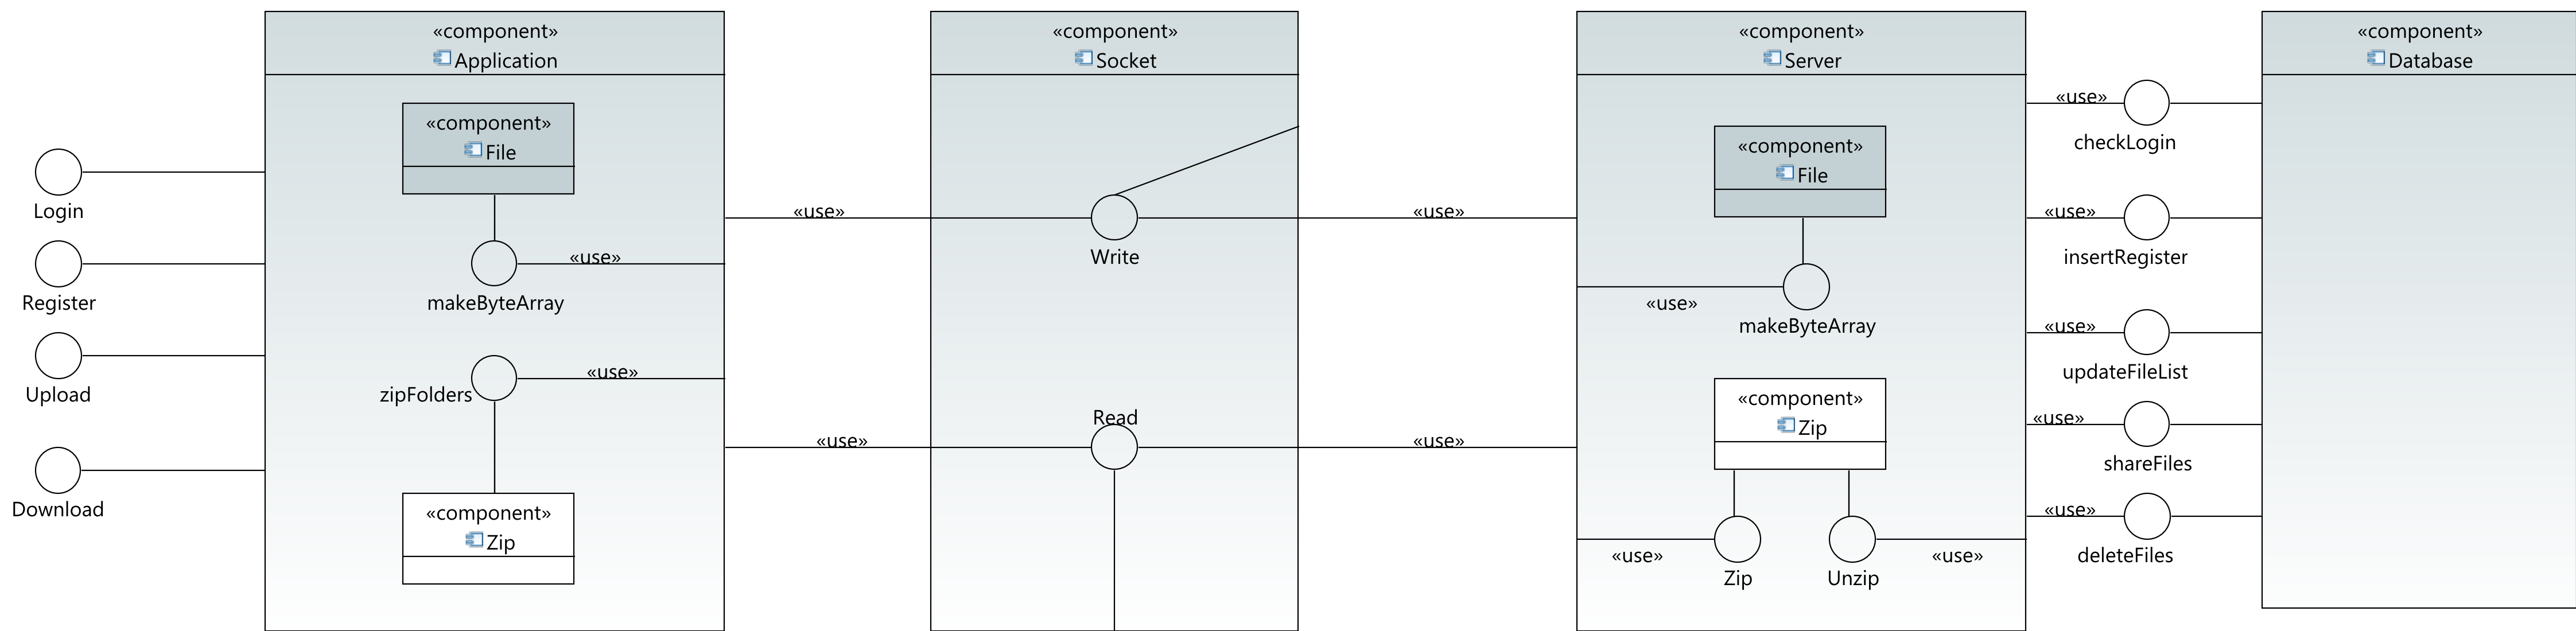 «component»
Application
«component»
File
makeByteArray
«use»
zipFolders
«use»
«component»
Zip
Login
Register
Upload
Download
«use»
«use»
«component»
Socket
Write
Read
«use»
«use»
«component»
Server
«component»
File
«use»
makeByteArray
«component»
Zip
«use»
Zip
Unzip
«use»
«use»
checkLogin
«use»
insertRegister
«use»
updateFileList
«use»
shareFiles
«use»
deleteFiles
«component»
Database